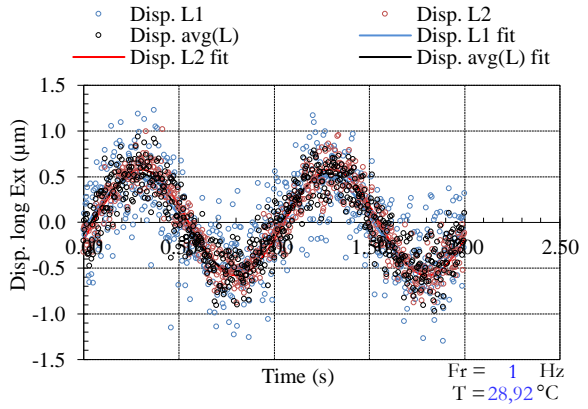 Disp. L1 Disp. L2
Disp. avg(L) Disp. L1 fit
Disp. L2 fit Disp. avg(L) fit
Disp. long Ext (µm)
1.5
1.0
0.5
0.0
-0.5
-1.0
-1.5
0.00 0.50 1.00 1.50 2.00 2.50
Time (s)
Fr = 1 Hz
T = 28,92 °C